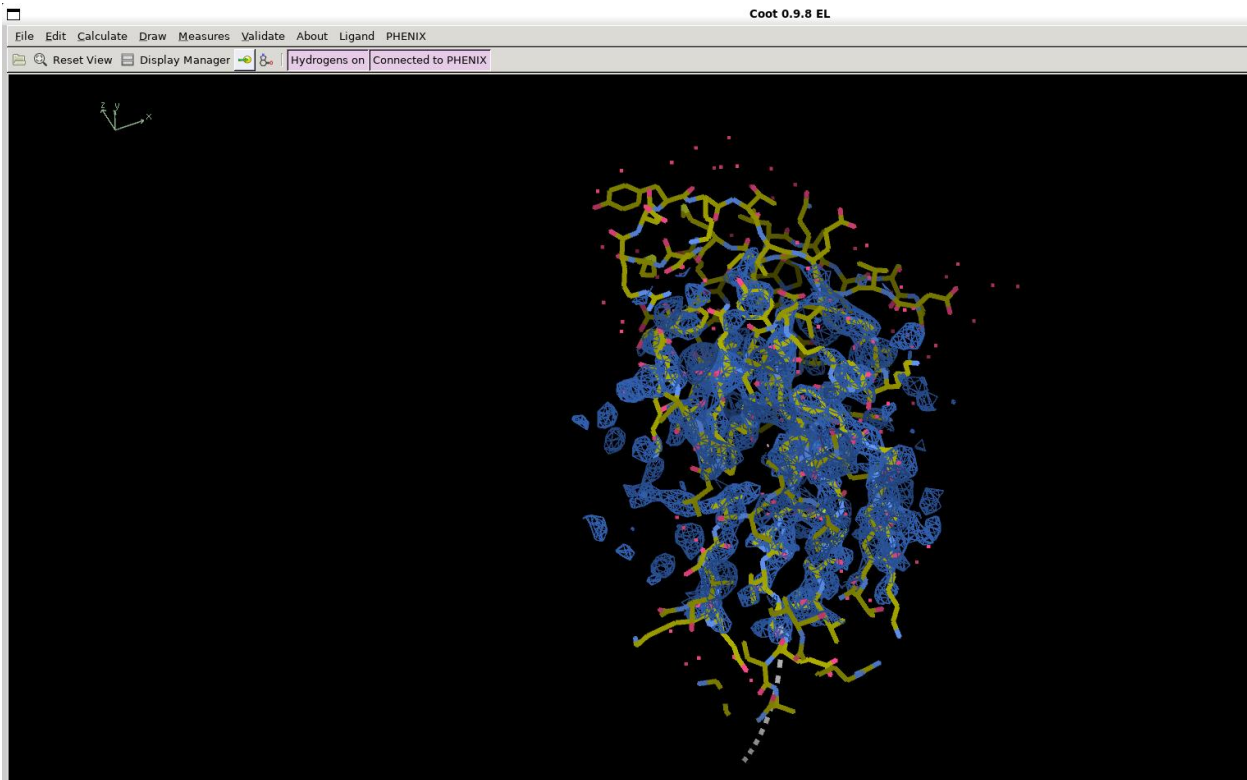 Coot 0.9.8 EL
File Edit Calculate Draw Measures Validate About Ligand PHENIX
Reset View Display Manager Hydrogens on Connected to PHENIX
z y
x